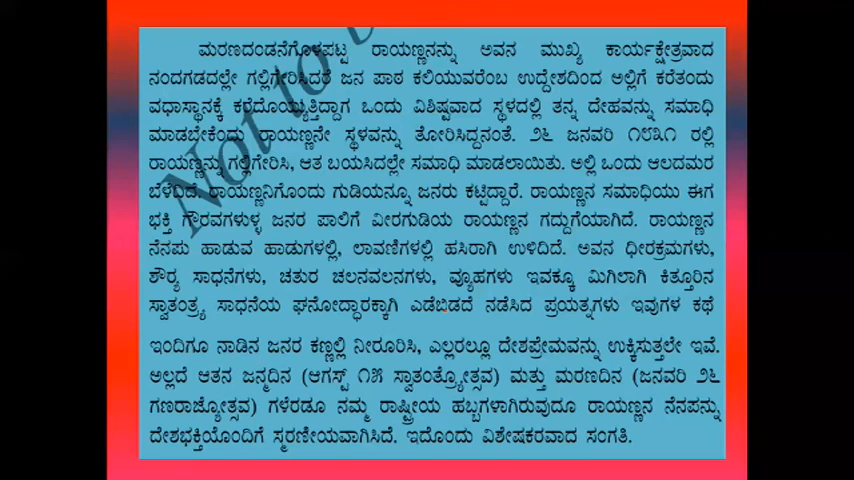 ಮರಣದಂಡನೆಗೊಳಪಟ್ಟ ರಾಯಣ್ಣನನ್ನು ಅವನ ಮುಖ್ಯ ಕಾರ್ಯಕ್ಷೇತ್ರವಾದ
ನಂದಗಡದಲ್ಲೇ ಗಲ್ಲಿಗೇರಿಸಿದರೆ ಜನ ಪಾಠ ಕಲಿಯುವರೆಂಬ ಉದ್ದೇಶದಿಂದ ಅಲ್ಲಿಗೆ ಕರೆತಂದು
ವಧಾಸ್ಥಾನಕ್ಕೆ ಕರೆದೊಯ್ಯುತ್ತಿದ್ದಾಗ ಒಂದು ವಿಶಿಷ್ಟವಾದ ಸ್ಥಳದಲ್ಲಿ ತನ್ನ ದೇಹವನ್ನು ಸಮಾಧಿ
ಮಾಡಬೇಕೆಂದು ರಾಯಣ್ಣನೇ ಸ್ಥಳವನ್ನು ತೋರಿಸಿದ್ದನಂತೆ. ೨೬ ಜನವರಿ ೧೮೩೧ ರಲ್ಲಿ
ರಾಯಣ್ಣನ್ನು ಗಲ್ಲಿಗೇರಿಸಿ, ಆತ ಬಯಸಿದಲ್ಲೇ ಸಮಾಧಿ ಮಾಡಲಾಯಿತು. ಅಲ್ಲಿ ಒಂದು ಆಲದಮರ
ಬೆಳೆದಿದೆ. ರಾಯಣ್ಣನಿಗೊಂದು ಗುಡಿಯನ್ನೂ ಜನರು ಕಟ್ಟಿದ್ದಾರೆ. ರಾಯಣ್ಣನ ಸಮಾಧಿಯು ಈಗ
ಭಕ್ತಿ ಗೌರವಗಳುಳ್ಳ ಜನರ ಪಾಲಿಗೆ ವೀರಗುಡಿಯ ರಾಯಣ್ಣನ ಗದ್ದುಗೆಯಾಗಿದೆ. ರಾಯಣ್ಣನ
ನೆನಪು ಹಾಡುವ ಹಾಡುಗಳಲ್ಲಿ, ಲಾವಣಿಗಳಲ್ಲಿ ಹಸಿರಾಗಿ ಉಳಿದಿದೆ. ಅವನ ಧೀರಕ್ರಮಗಳು,
ಶೌರ್‍ಯ ಸಾಧನೆಗಳು, ಚತುರ ಚಲನವಲನಗಳು, ವ್ಯೂಹಗಳು ಇವಕ್ಕೂ ಮಿಗಿಲಾಗಿ ಕಿತ್ತೂರಿನ
ಸ್ವಾತಂತ್ರ್ಯ ಸಾಧನೆಯ ಘನೋದ್ಧಾರಕ್ಕಾಗಿ ಎಡೆಬಿಡದೆ ನಡೆಸಿದ ಪ್ರಯತ್ನಗಳು ಇವುಗಳ ಕಥೆ
ಇಂದಿಗೂ ನಾಡಿನ ಜನರ ಕಣ್ಣಲ್ಲಿ ನೀರೂರಿಸಿ, ಎಲ್ಲರಲ್ಲೂ ದೇಶಪ್ರೇಮವನ್ನು ಉಕ್ಕಿಸುತ್ತಲೇ ಇವೆ.
ಅಲ್ಲದೆ ಆತನ ಜನ್ಮದಿನ (ಆಗಸ್ಟ್ ೧೫ ಸ್ವಾತಂತ್ರ್ಯೋತ್ಸವ) ಮತ್ತು ಮರಣದಿನ (ಜನವರಿ ೨೬
ಗಣರಾಜ್ಯೋತ್ಸವ) ಗಳೆರಡೂ ನಮ್ಮ ರಾಷ್ಟ್ರೀಯ ಹಬ್ಬಗಳಾಗಿರುವುದೂ ರಾಯಣ್ಣನ ನೆನಪನ್ನು
ದೇಶಭಕ್ತಿಯೊಂದಿಗೆ ಸ್ಮರಣೀಯವಾಗಿಸಿದೆ. ಇದೊಂದು ವಿಶೇಷಕರವಾದ ಸಂಗತಿ.
Not to